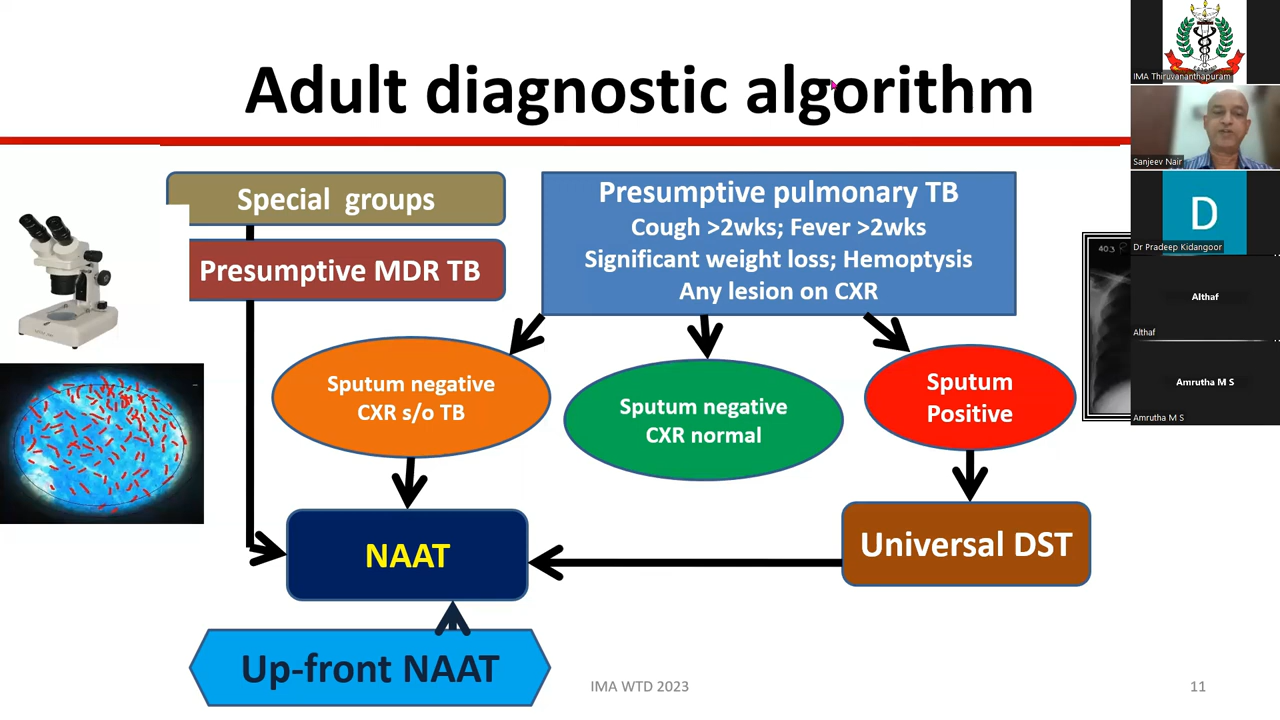 Adult diagnostic algorithm
Special groups
Presumptive MDR TB
Presumptive pulmonary TB
Cough >2wks; Fever >2wks
Significant weight loss; Hemoptysis
Any lesion on CXR
Sputum negative
CXR s/o TB
Sputum negative
CXR normal
Sputum
Positive
NAAT
Universal DST
Up-front NAAT
IMA WTD 2023
11
IMA Thiruvananthapuram
Sanjeev Nair
D
Dr Pradeep Kidangoor
40.3
Althaf
Althaf
Amrutha M S
Amrutha M S